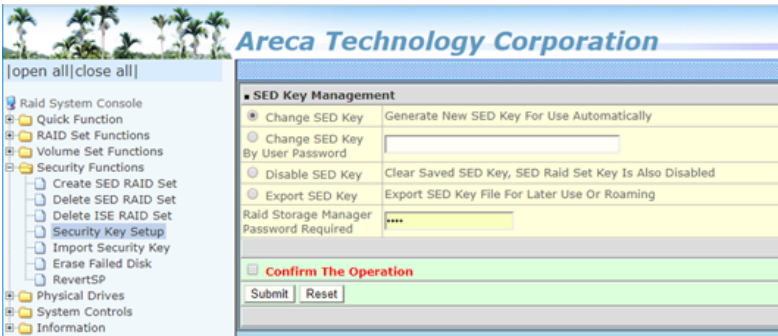 Areca Technology Corporation
|open all|close all|
Raid System Console
Quick Function
RAID Set Functions
Volume Set Functions
Security Functions
Create SED RAID Set
Delete SED RAID Set
Delete ISE RAID Set
Security Key Setup
Import Security Key
Erase Failed Disk
RevertSP
Physical Drives
System Controls
Information
SED Key Management
Change SED Key Generate New SED Key For Use Automatically
Change SED Key
By User Password
Disable SED Key Clear Saved SED Key, SED Raid Set Key Is Also Disabled
Export SED Key Export SED Key File For Later Use Or Roaming
Raid Storage Manager
Password Required ••••
Confirm The Operation
Submit Reset